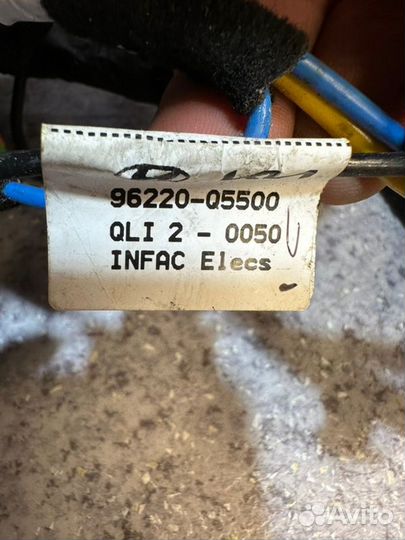 96220-Q5500
QLI 2 - 0050
INFAC Elecs
Avito